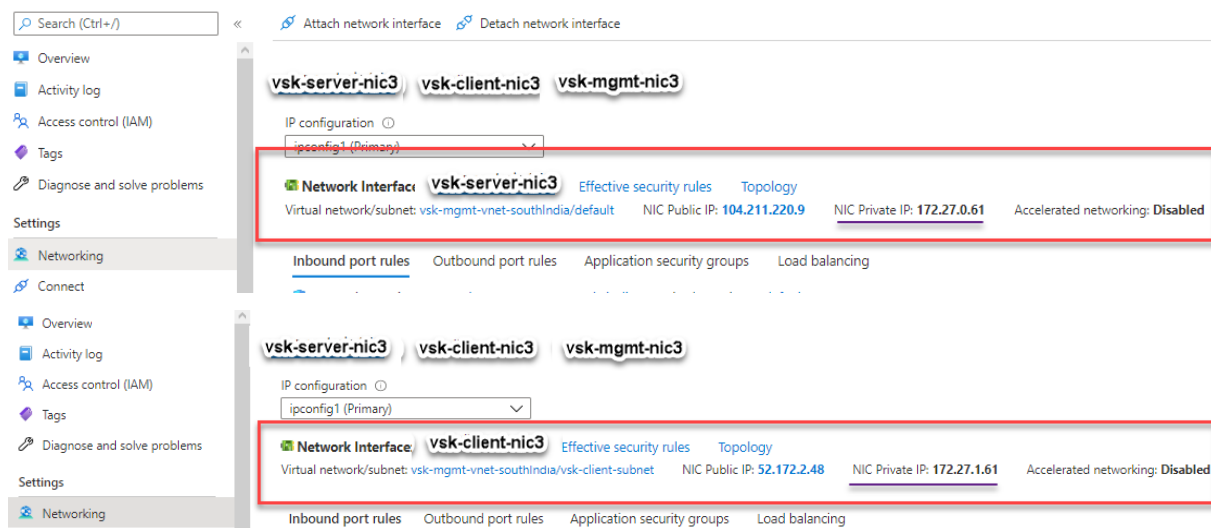 Search (Ctrl+/)
«
Attach network interface
Detach network interface
Overview
Activity log
Access control (IAM)
Tags
Diagnose and solve problems
Settings
Networking
Connect
vsk-server-nic3 vsk-client-nic3 vsk-mgmt-nic3
IP configuration
ipconfig1 (Primary)
Network Interface vsk-server-nic3 Effective security rules Topology
Virtual network/subnet: vsk-mgmt-vnet-southIndia/default NIC Public IP: 104.211.220.9 NIC Private IP: 172.27.0.61 Accelerated networking: Disabled
Inbound port rules Outbound port rules Application security groups Load balancing
Overview
Activity log
Access control (IAM)
Tags
Diagnose and solve problems
Settings
Networking
vsk-server-nic3 vsk-client-nic3 vsk-mgmt-nic3
IP configuration
ipconfig1 (Primary)
Network Interface: vsk-client-nic3 Effective security rules Topology
Virtual network/subnet: vsk-mgmt-vnet-southIndia/vsk-client-subnet NIC Public IP: 52.172.2.48 NIC Private IP: 172.27.1.61 Accelerated networking: Disabled
Inbound port rules Outbound port rules Application security groups Load balancing